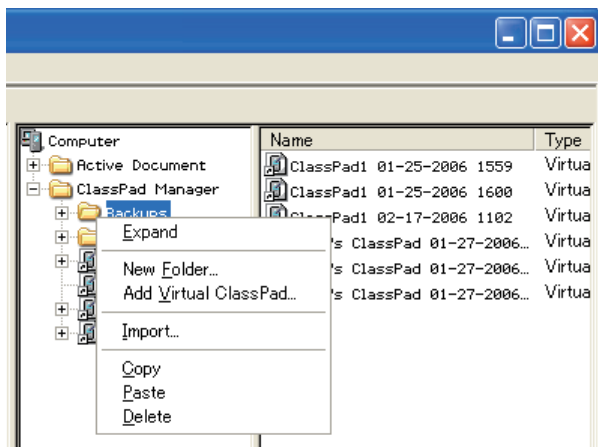 Computer
Name
Type
Active Document
ClassPad1 01-25-2006 1559
Virtua
ClassPad Manager
ClassPad1 01-25-2006 1600
Virtua
Backups
ClassPad1 02-17-2006 1102
Virtua
Expand
's ClassPad 01-27-2006...
Virtua
New Folder...
's ClassPad 01-27-2006...
Virtua
Add Virtual ClassPad...
's ClassPad 01-27-2006...
Virtua
Import...
Copy
Paste
Delete